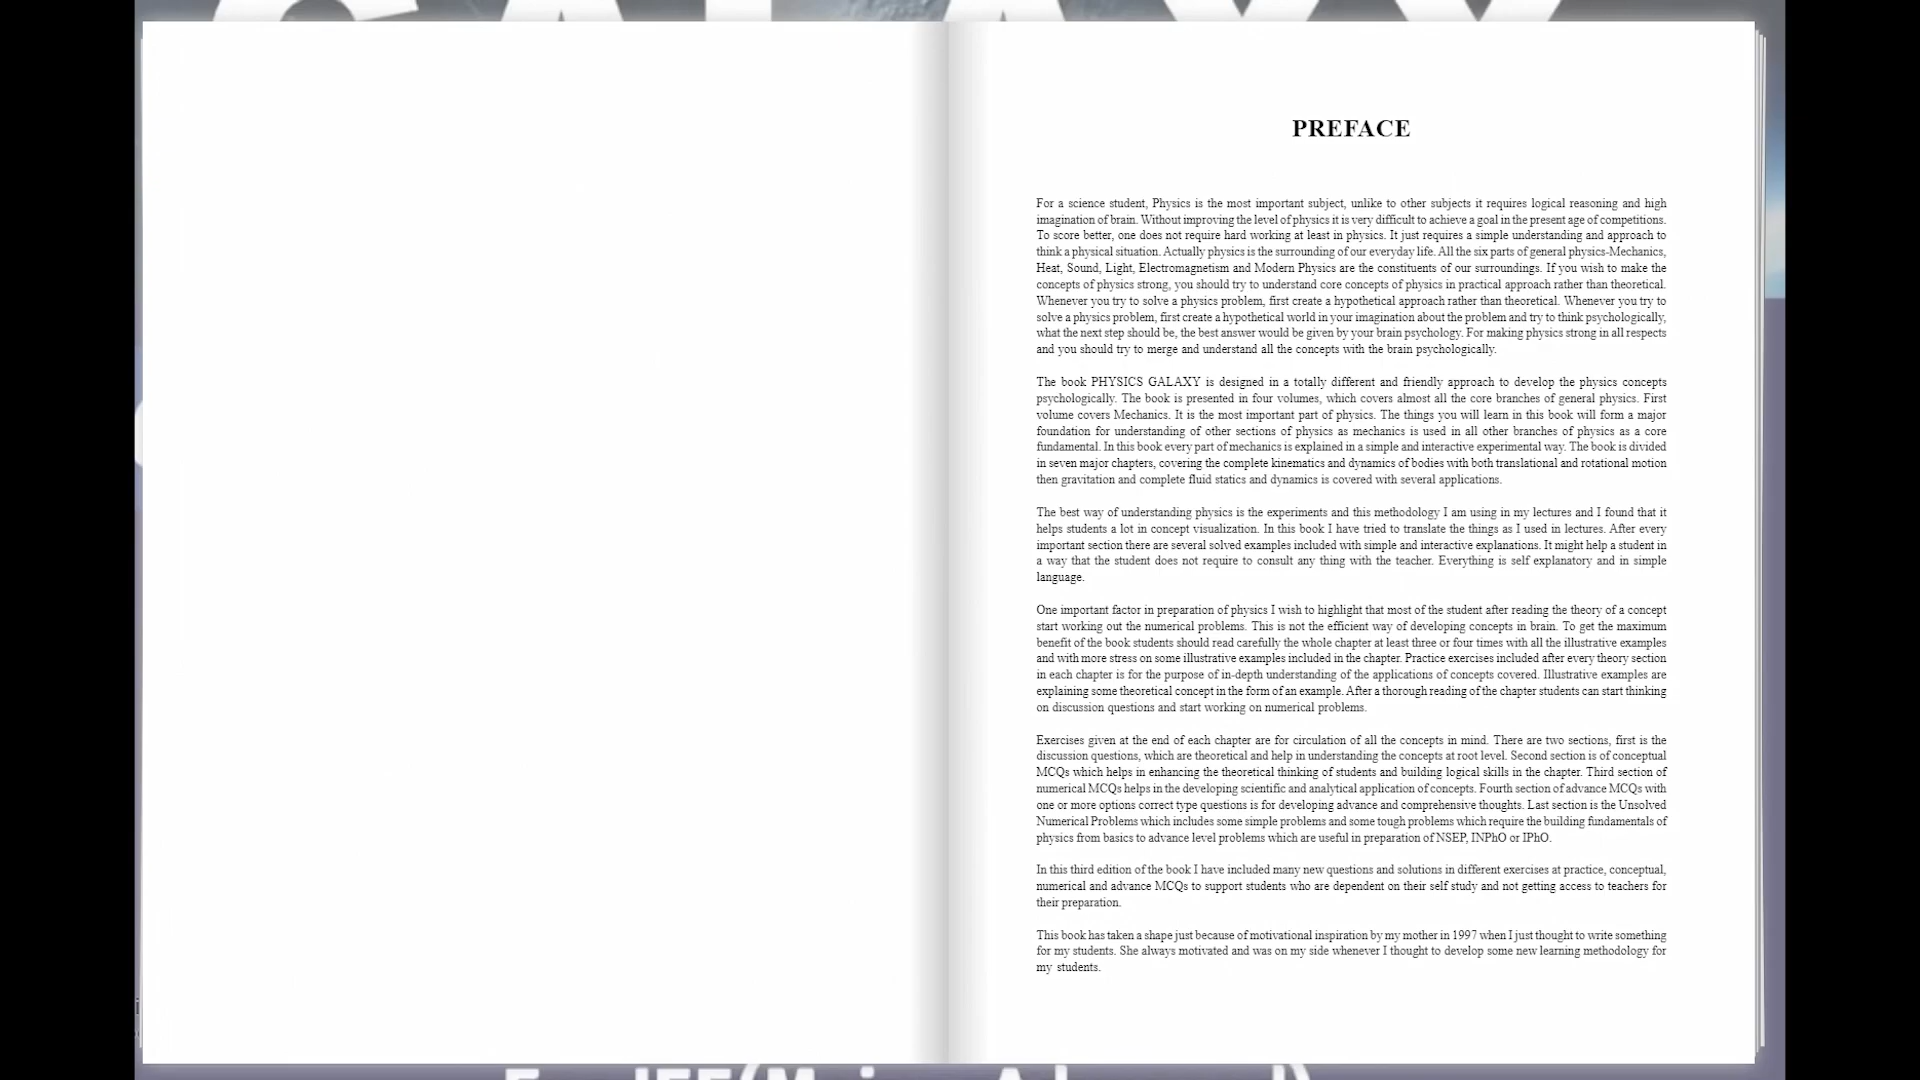 GALAXY
PREFACE
For a science student, Physics is the most important subject, unlike to other subjects it requires logical reasoning and high
imagination of brain. Without improving the level of physics it is very difficult to achieve a goal in the present age of competitions.
To score better, one does not require hard working at least in physics. It just requires a simple understanding and approach to
think a physical situation. Actually physics is the surrounding of our everyday life. All the six parts of general physics-Mechanics,
Heat, Sound, Light, Electromagnetism and Modern Physics are the constituents of our surroundings. If you wish to make the
concepts of physics strong, you should try to understand core concepts of physics in practical approach rather than theoretical.
Whenever you try to solve a physics problem, first create a hypothetical approach rather than theoretical. Whenever you try to
solve a physics problem, first create a hypothetical world in your imagination about the problem and try to think psychologically,
what the next step should be, the best answer would be given by your brain psychology. For making physics strong in all respects
and you should try to merge and understand all the concepts with the brain psychologically.
The book PHYSICS GALAXY is designed in a totally different and friendly approach to develop the physics concepts
psychologically. The book is presented in four volumes, which covers almost all the core branches of general physics. First
volume covers Mechanics. It is the most important part of physics. The things you will learn in this book will form a major
foundation for understanding of other sections of physics as mechanics is used in all other branches of physics as a core
fundamental. In this book every part of mechanics is explained in a simple and interactive experimental way. The book is divided
in seven major chapters, covering the complete kinematics and dynamics of bodies with both translational and rotational motion
then gravitation and complete fluid statics and dynamics is covered with several applications.
The best way of understanding physics is the experiments and this methodology I am using in my lectures and I found that it
helps students a lot in concept visualization. In this book I have tried to translate the things as I used in lectures. After every
important section there are several solved examples included with simple and interactive explanations. It might help a student in
a way that the student does not require to consult any thing with the teacher. Everything is self explanatory and in simple
language.
One important factor in preparation of physics I wish to highlight that most of the student after reading the theory of a concept
start working out the numerical problems. This is not the efficient way of developing concepts in brain. To get the maximum
benefit of the book students should read carefully the whole chapter at least three or four times with all the illustrative examples
and with more stress on some illustrative examples included in the chapter. Practice exercises included after every theory section
in each chapter is for the purpose of in-depth understanding of the applications of concepts covered. Illustrative examples are
explaining some theoretical concept in the form of an example. After a thorough reading of the chapter students can start thinking
on discussion questions and start working on numerical problems.
Exercises given at the end of each chapter are for circulation of all the concepts in mind. There are two sections, first is the
discussion questions, which are theoretical and help in understanding the concepts at root level. Second section is of conceptual
MCQs which helps in enhancing the theoretical thinking of students and building logical skills in the chapter. Third section of
numerical MCQs helps in the developing scientific and analytical application of concepts. Fourth section of advance MCQs with
one or more options correct type questions is for developing advance and comprehensive thoughts. Last section is the Unsolved
Numerical Problems which includes some simple problems and some tough problems which require the building fundamentals of
physics from basics to advance level problems which are useful in preparation of NSEP, INPhO or IPhO.
In this third edition of the book I have included many new questions and solutions in different exercises at practice, conceptual,
numerical and advance MCQs to support students who are dependent on their self study and not getting access to teachers for
their preparation.
This book has taken a shape just because of motivational inspiration by my mother in 1997 when I just thought to write something
for my students. She always motivated and was on my side whenever I thought to develop some new learning methodology for
my students.